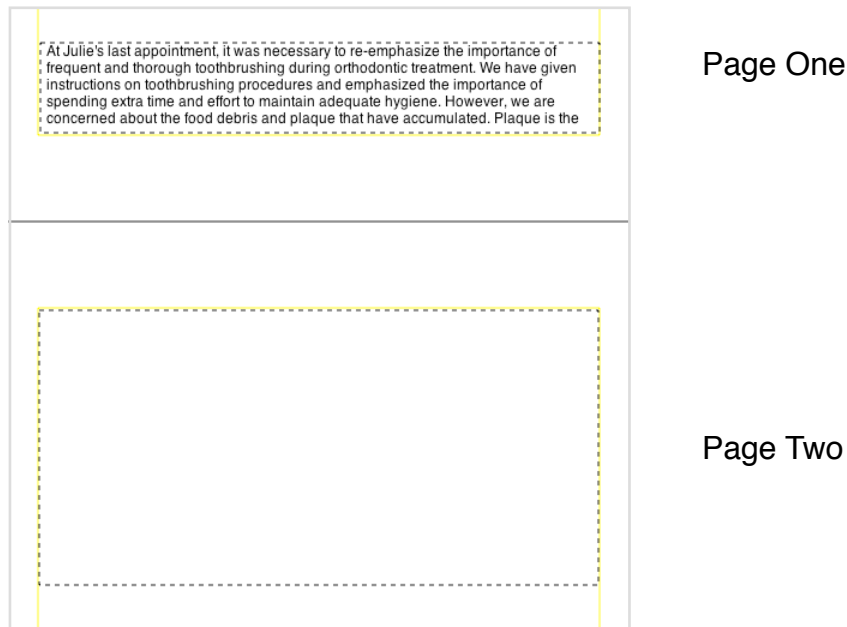 At Julie's last appointment, it was necessary to re-emphasize the importance of
frequent and thorough toothbrushing during orthodontic treatment. We have given
instructions on toothbrushing procedures and emphasized the importance of
spending extra time and effort to maintain adequate hygiene. However, we are
concerned about the food debris and plaque that have accumulated. Plaque is the
Page One
Page Two